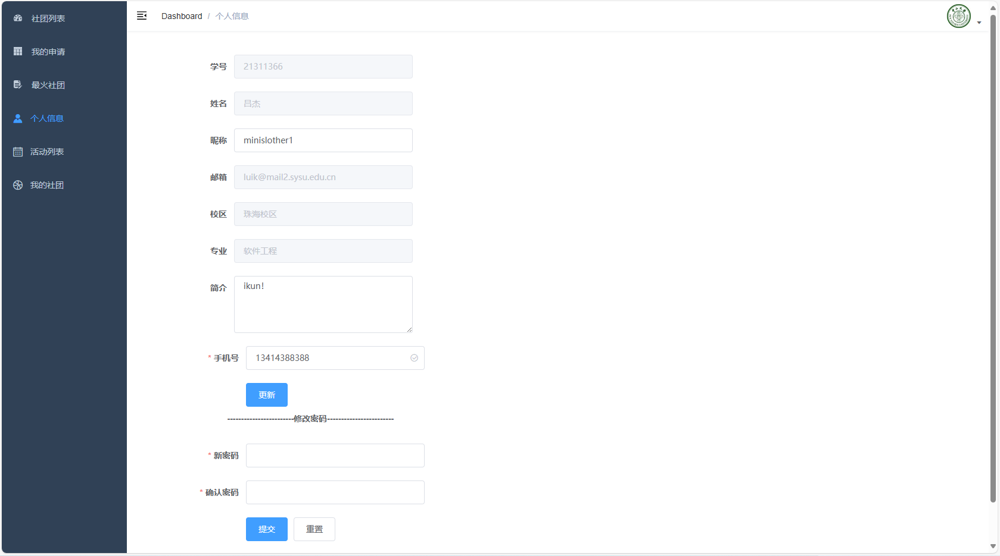 社团列表
我的申请
最火社团
个人信息
活动列表
我的社团
Dashboard / 个人信息
学号 21311366
姓名 吕杰
昵称 minislother1
邮箱 luik@mail2.sysu.edu.cn
校区 珠海校区
专业 软件工程
简介 ikun!
* 手机号 13414388388
更新
------------------------修改密码------------------------
* 新密码
* 确认密码
提交 重置